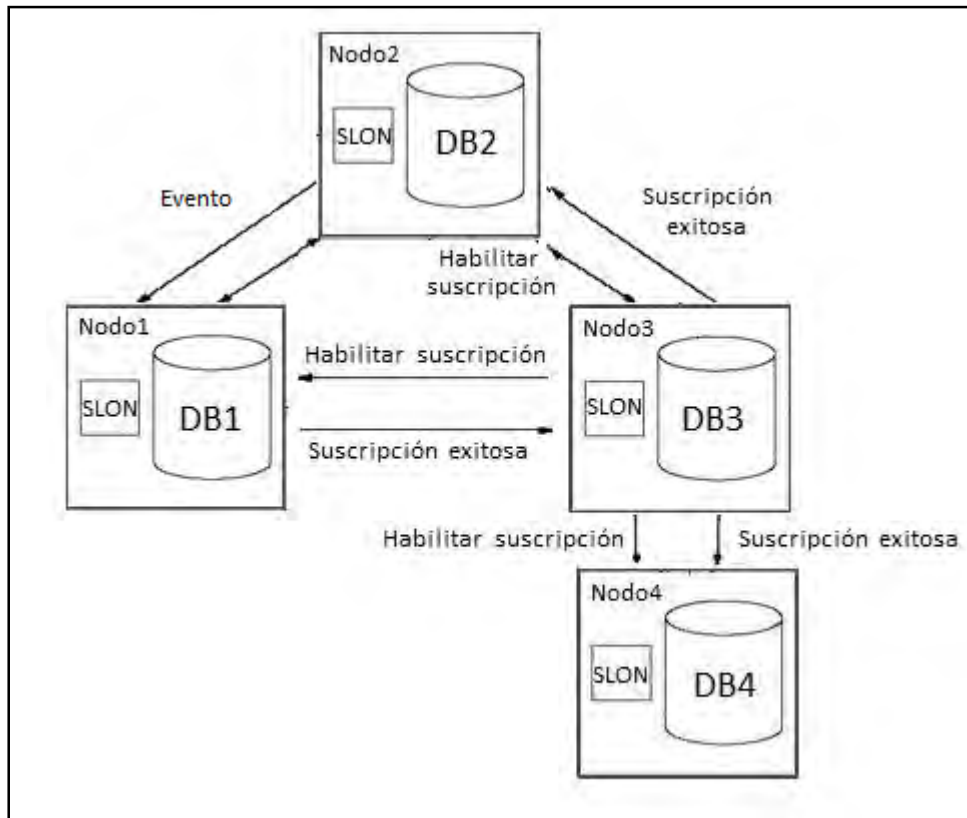 Nodo2
SLON
DB2
Evento
Suscripción
exitosa
Habilitar
suscripción
Nodo1
SLON
DB1
Habilitar suscripción
Suscripción exitosa
Nodo3
SLON
DB3
Habilitar suscripción
Suscripción exitosa
Nodo4
SLON
DB4